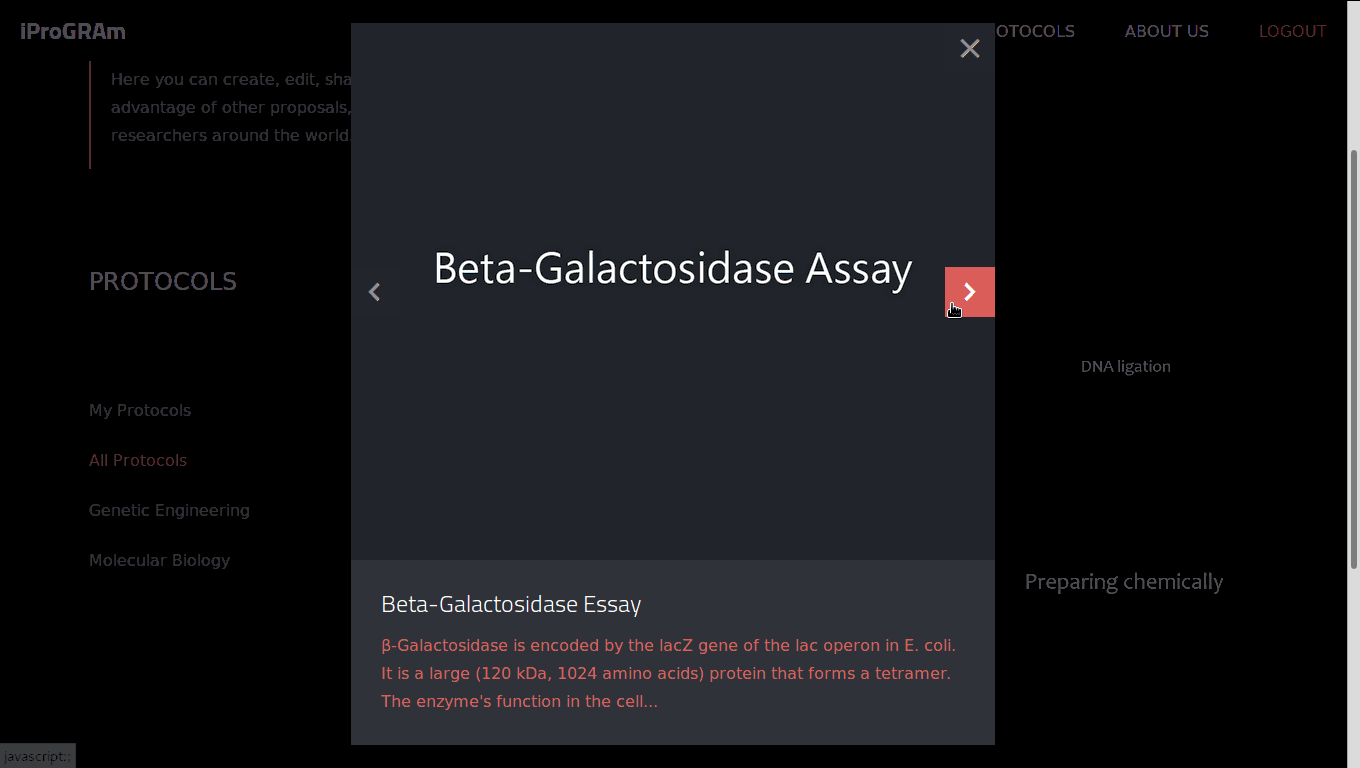 iProGRAm
OTOCOLS
ABOUT US
LOGOUT
Here you can create, edit, sha
advantage of other proposals,
researchers around the world.
PROTOCOLS
My Protocols
All Protocols
Genetic Engineering
Molecular Biology
Beta-Galactosidase Assay
Beta-Galactosidase Essay
β-Galactosidase is encoded by the lacZ gene of the lac operon in E. coli.
It is a large (120 kDa, 1024 amino acids) protein that forms a tetramer.
The enzyme's function in the cell...
DNA ligation
Preparing chemically
javascript:;